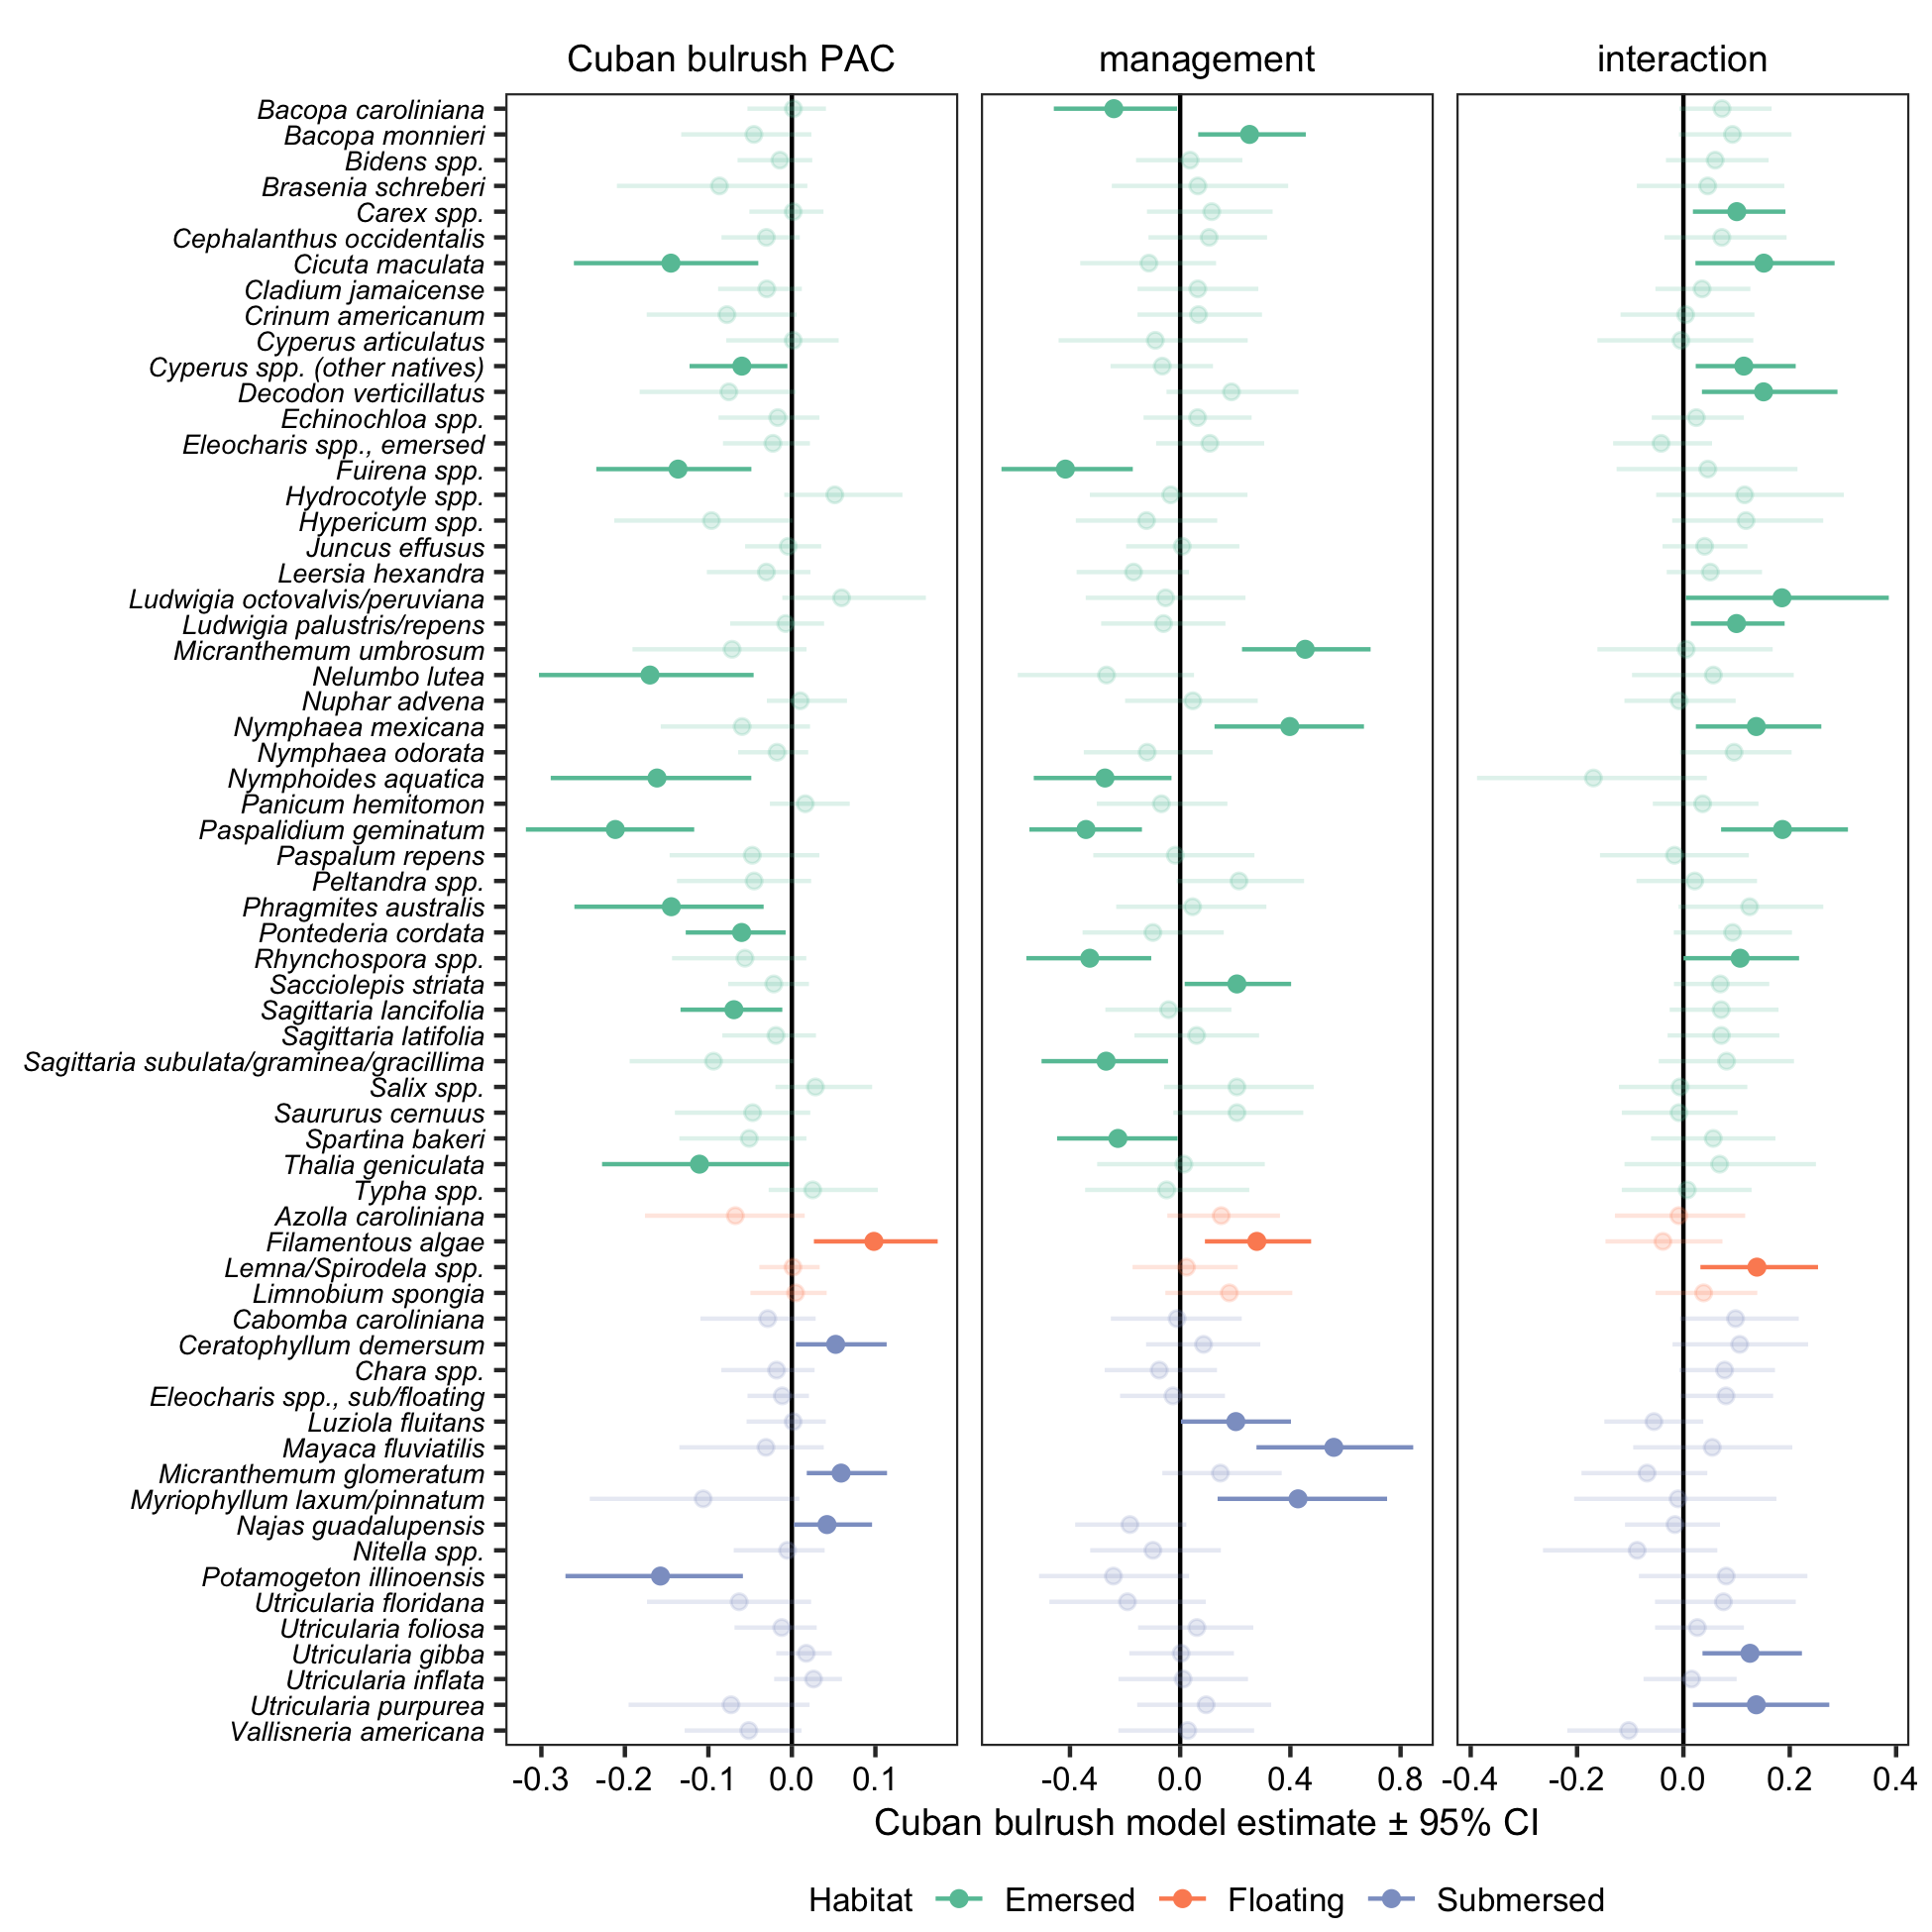 Cuban bulrush PAC management interaction
Bacopa caroliniana
Bacopa monnieri
Bidens spp.
Brasenia schreberi
Carex spp.
Cephalanthus occidentalis
Cicuta maculata
Cladium jamaicense
Crinum americanum
Cyperus articulatus
Cyperus spp. (other natives)
Decodon verticillatus
Echinochloa spp.
Eleocharis spp., emersed
Fuirena spp.
Hydrocotyle spp.
Hypericum spp.
Juncus effusus
Leersia hexandra
Ludwigia octovalvis/peruviana
Ludwigia palustris/repens
Micranthemum umbrosum
Nelumbo lutea
Nuphar advena
Nymphaea mexicana
Nymphaea odorata
Nymphoides aquatica
Panicum hemitomon
Paspalidium geminatum
Paspalum repens
Peltandra spp.
Phragmites australis
Pontederia cordata
Rhynchospora spp.
Sacciolepis striata
Sagittaria lancifolia
Sagittaria latifolia
Sagittaria subulata/graminea/gracillima
Salix spp.
Saururus cernuus
Spartina bakeri
Thalia geniculata
Typha spp.
Azolla caroliniana
Filamentous algae
Lemna/Spirodela spp.
Limnobium spongia
Cabomba caroliniana
Ceratophyllum demersum
Chara spp.
Eleocharis spp., sub/floating
Luziola fluitans
Mayaca fluviatilis
Micranthemum glomeratum
Myriophyllum laxum/pinnatum
Najas guadalupensis
Nitella spp.
Potamogeton illinoensis
Utricularia floridana
Utricularia foliosa
Utricularia gibba
Utricularia inflata
Utricularia purpurea
Vallisneria americana
-0.3 -0.2 -0.1 0.0 0.1 -0.4 0.0 0.4 0.8 -0.4 -0.2 0.0 0.2 0.4
Cuban bulrush model estimate ± 95% CI
Habitat Emersed Floating Submersed